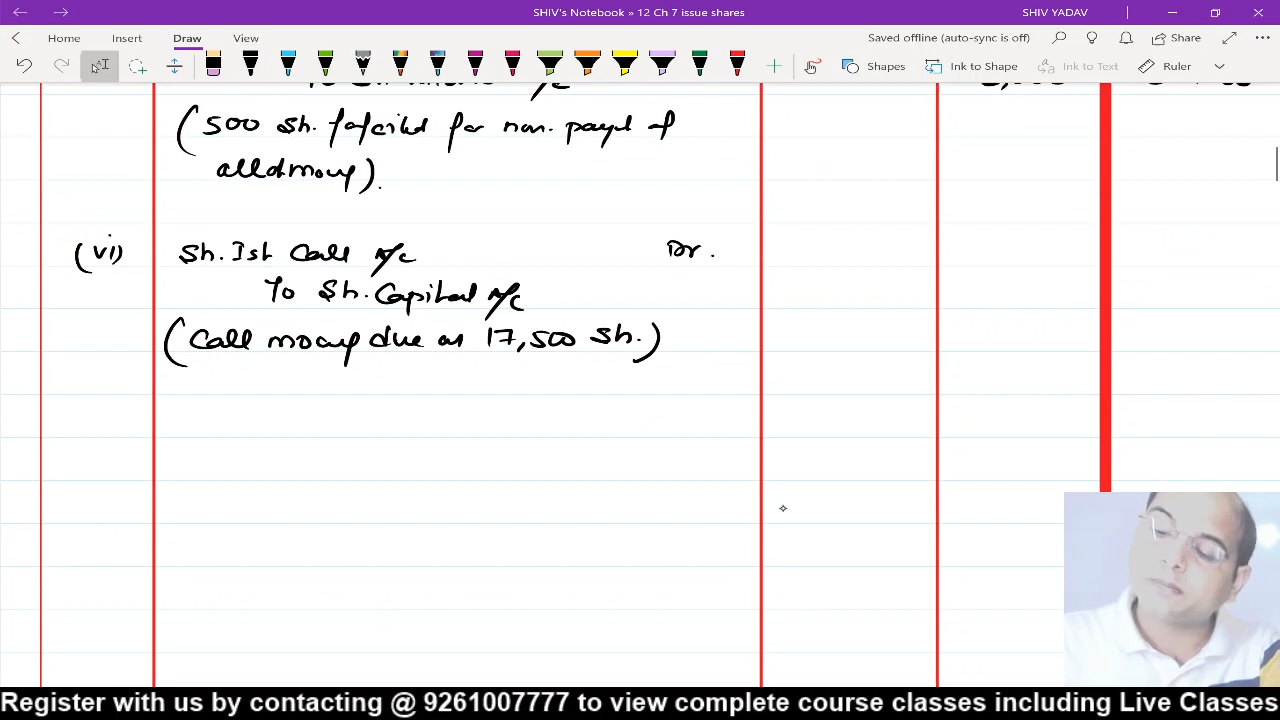 SHIV's Notebook » 12 Ch 7 issue shares
SHIV YADAV
Home Insert Draw View
Saved offline (auto-sync is off)
Share
Shapes
Ink to Shape
Ink to Text
Ruler
(500 Sh. forfeited for non. paymt of
allotmoney).
(vi) Sh. Ist Call A/c Dr.
To Sh. Capital A/c
(Call money due on 17,500 Sh.)
Register with us by contacting @ 9261007777 to view complete course classes including Live Classes